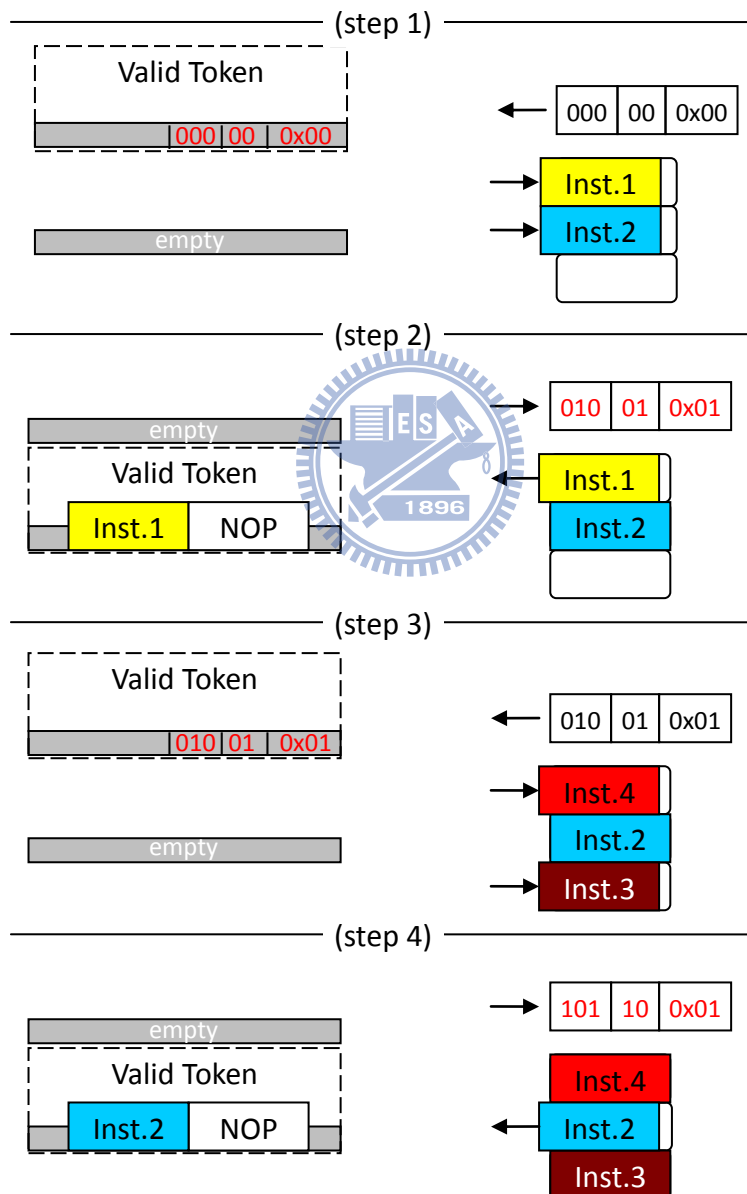 (step 1)
Valid Token
000 00 0x00
000 00 0x00
Inst.1
empty
Inst.2
(step 2)
010 01 0x01
empty
E S A
Valid Token
Inst.1
Inst.1 NOP
1896
Inst.2
(step 3)
Valid Token
010 01 0x01
010 01 0x01
Inst.4
empty
Inst.2
Inst.3
(step 4)
101 10 0x01
empty
Valid Token
Inst.4
Inst.2 NOP
Inst.2
Inst.3